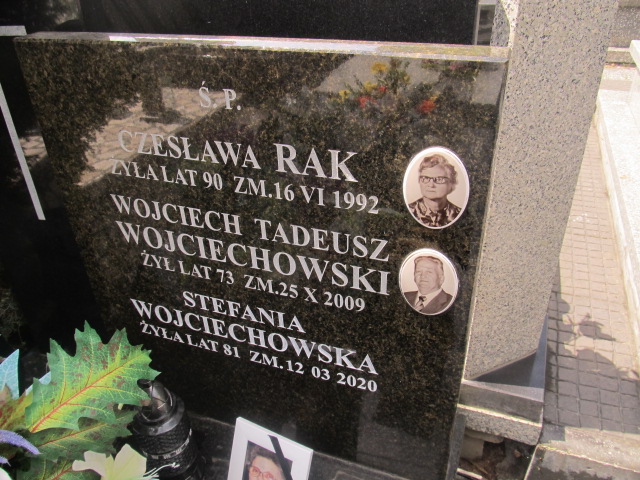 Ś. P.
CZESŁAWA RAK
ŻYŁA LAT 90 ZM.16 VI 1992
WOJCIECH TADEUSZ
WOJCIECHOWSKI
ŻYŁ LAT 73 ZM.25 X 2009
STEFANIA
WOJCIECHOWSKA
ŻYŁA LAT 81 ZM.12 03 2020